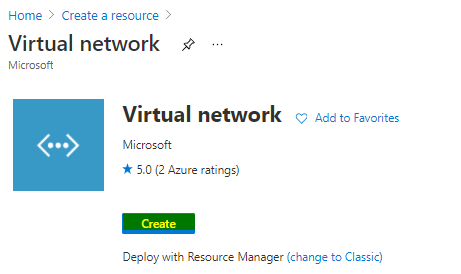 Home > Create a resource >
Virtual network
Microsoft
Virtual network
Add to Favorites
Microsoft
5.0 (2 Azure ratings)
Create
Deploy with Resource Manager (change to Classic)